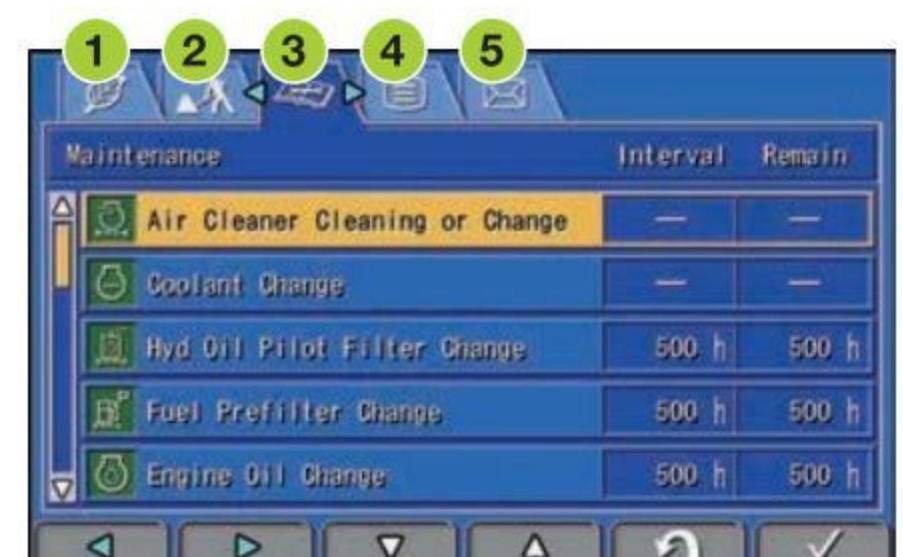 1 2 3 4 5
Maintenance Interval Remain
Air Cleaner Cleaning or Change — —
Coolant Change — —
Hyd Oil Pilot Filter Change 500 h 500 h
Fuel Prefilter Change 500 h 500 h
Engine Oil Change 500 h 500 h